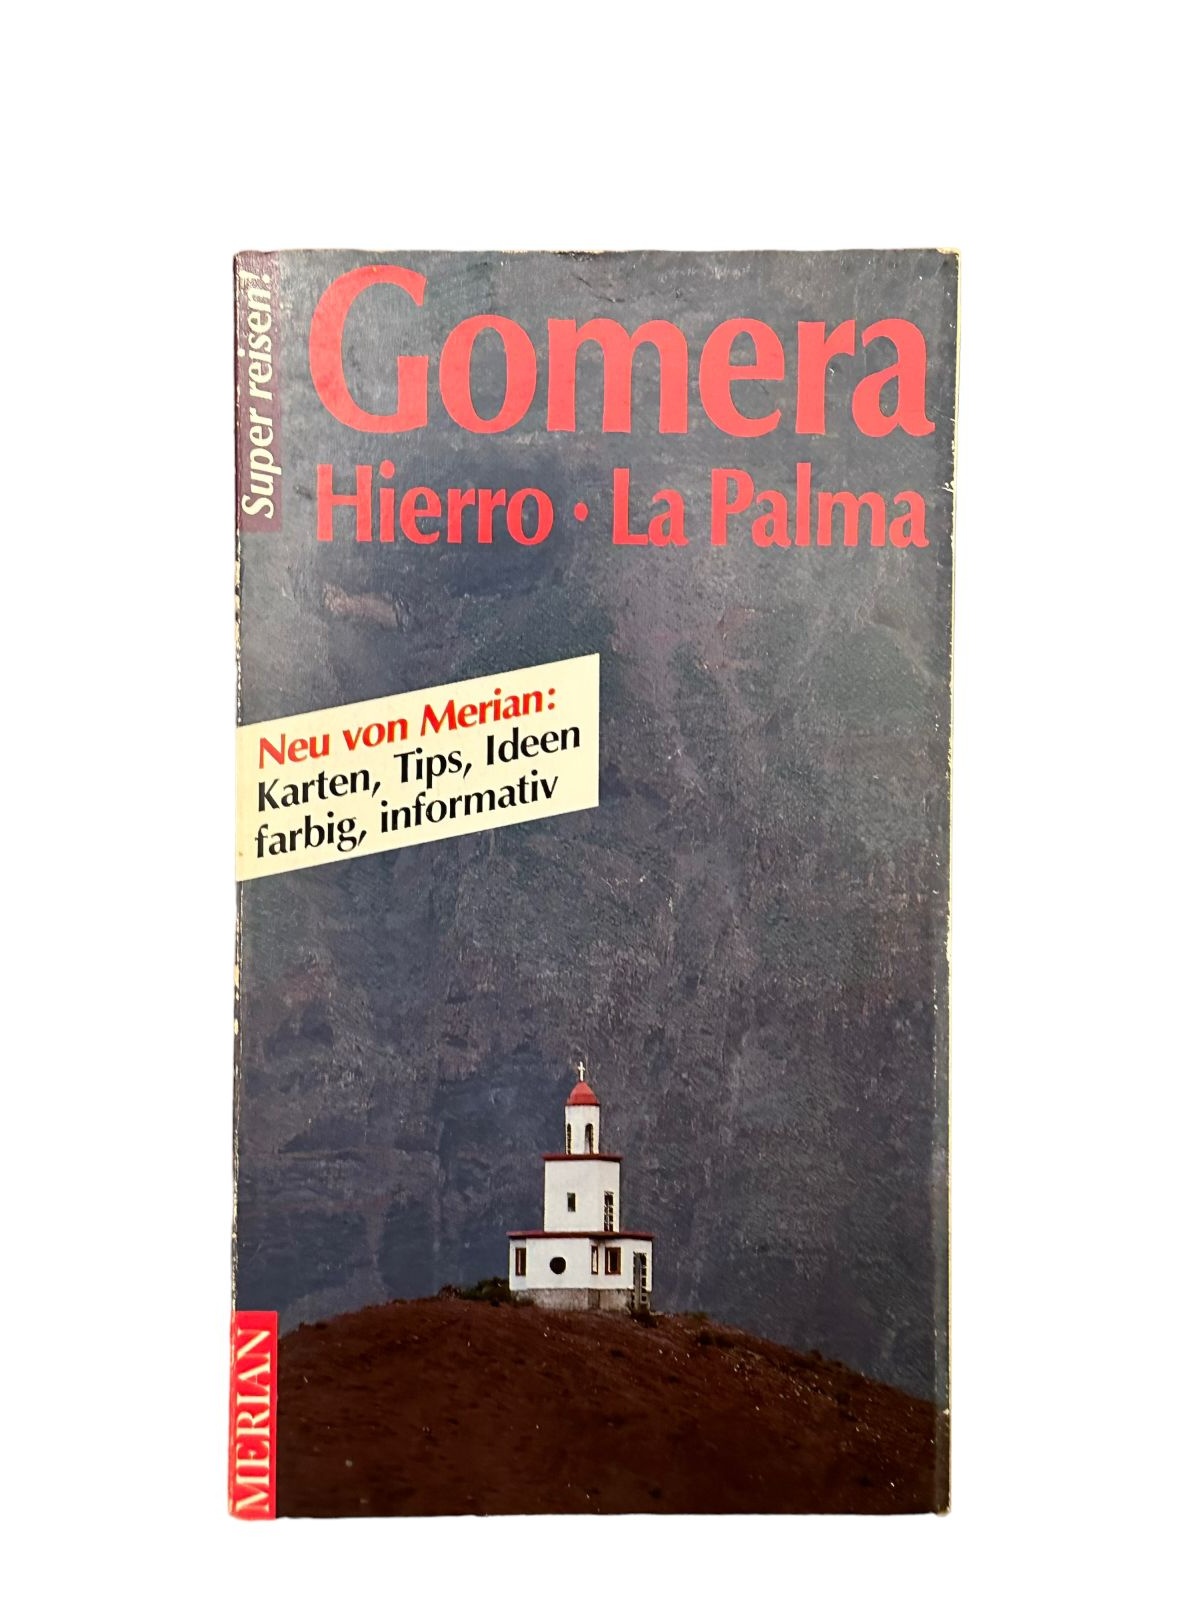 Super reisen!
Gomera
Hierro · La Palma
Neu von Merian:
Karten, Tips, Ideen
farbig, informativ
MERIAN